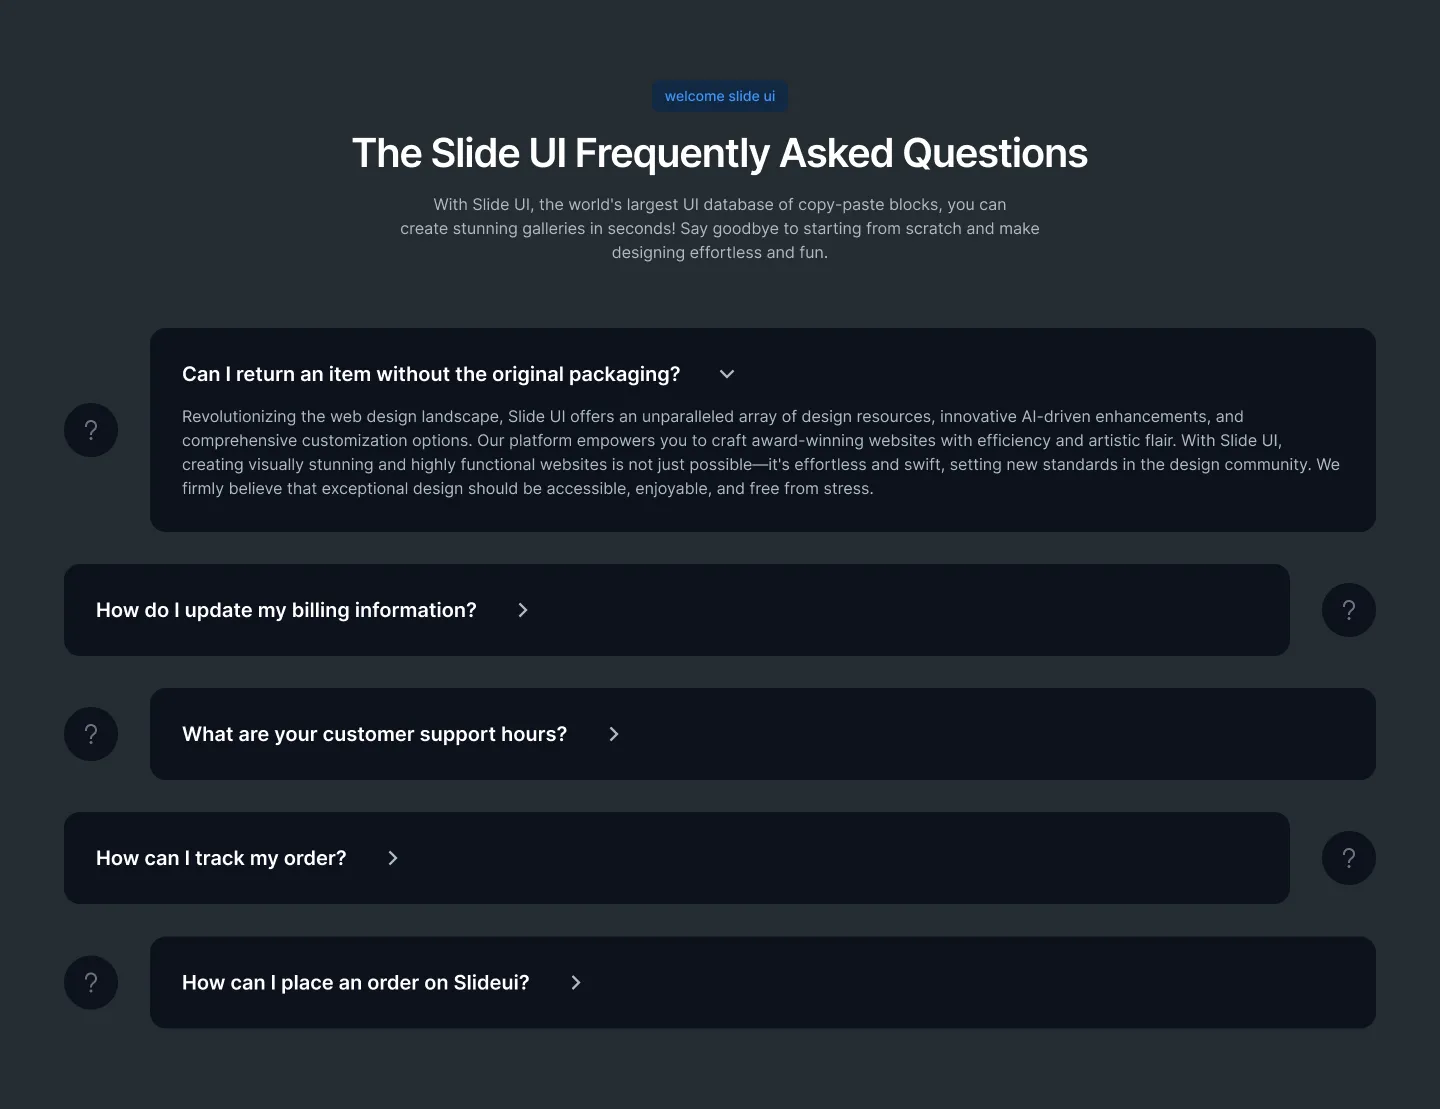 welcome slide ui
The Slide UI Frequently Asked Questions
With Slide UI, the world's largest UI database of copy-paste blocks, you can
create stunning galleries in seconds! Say goodbye to starting from scratch and make
designing effortless and fun.
Can I return an item without the original packaging?
?
Revolutionizing the web design landscape, Slide UI offers an unparalleled array of design resources, innovative AI-driven enhancements, and
comprehensive customization options. Our platform empowers you to craft award-winning websites with efficiency and artistic flair. With Slide UI,
creating visually stunning and highly functional websites is not just possible—it's effortless and swift, setting new standards in the design community. We
firmly believe that exceptional design should be accessible, enjoyable, and free from stress.
How do I update my billing information?
?
?
What are your customer support hours?
How can I track my order?
?
?
How can I place an order on Slideui?